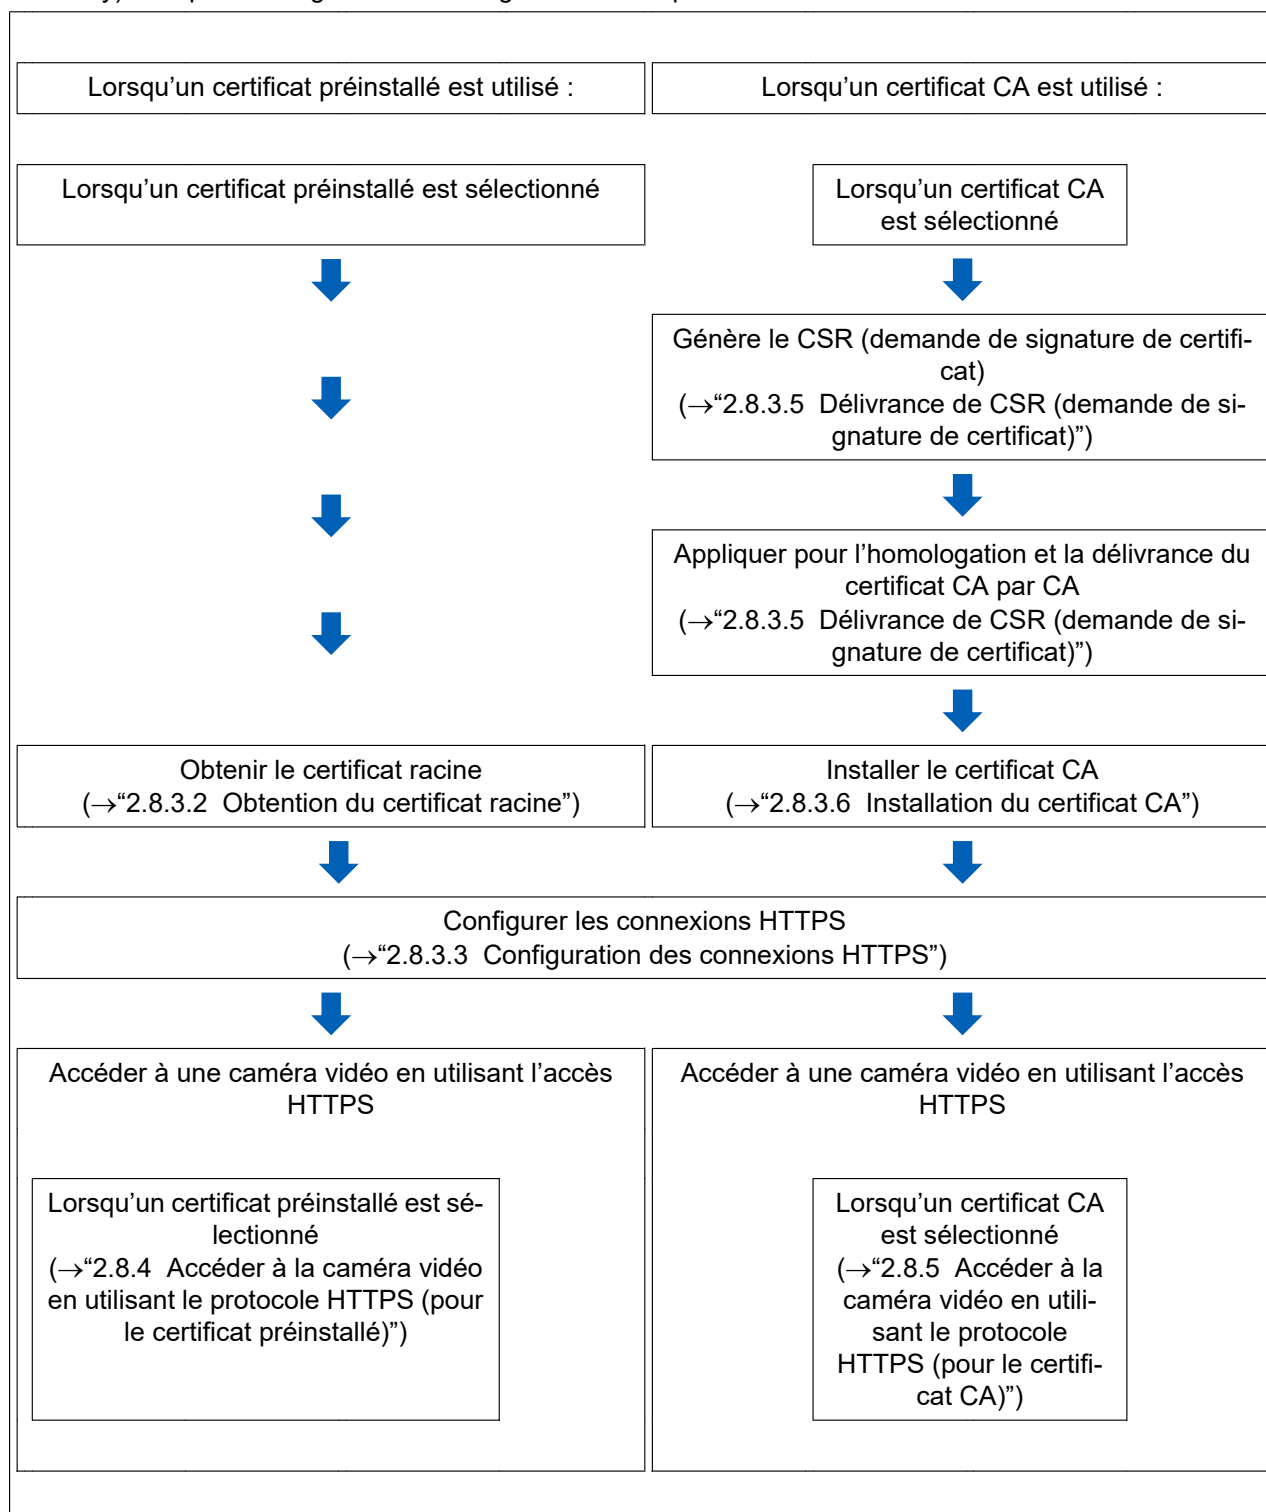 Lorsqu’un certificat préinstallé est utilisé :
Lorsqu’un certificat CA est utilisé :
Lorsqu’un certificat préinstallé est sélectionné
Lorsqu’un certificat CA
est sélectionné
Génère le CSR (demande de signature de certifi-
cat)
(→“2.8.3.5 Délivrance de CSR (demande de si-
gnature de certificat)”)
Appliquer pour l’homologation et la délivrance du
certificat CA par CA
(→“2.8.3.5 Délivrance de CSR (demande de si-
gnature de certificat)”)
Obtenir le certificat racine
(→“2.8.3.2 Obtention du certificat racine”)
Installer le certificat CA
(→“2.8.3.6 Installation du certificat CA”)
Configurer les connexions HTTPS
(→“2.8.3.3 Configuration des connexions HTTPS”)
Accéder à une caméra vidéo en utilisant l’accès
HTTPS
Lorsqu’un certificat préinstallé est sé-
lectionné
(→“2.8.4 Accéder à la caméra vidéo
en utilisant le protocole HTTPS (pour
le certificat préinstallé)”)
Accéder à une caméra vidéo en utilisant l’accès
HTTPS
Lorsqu’un certificat CA
est sélectionné
(→“2.8.5 Accéder à la
caméra vidéo en utili-
sant le protocole
HTTPS (pour le certifi-
cat CA)”)